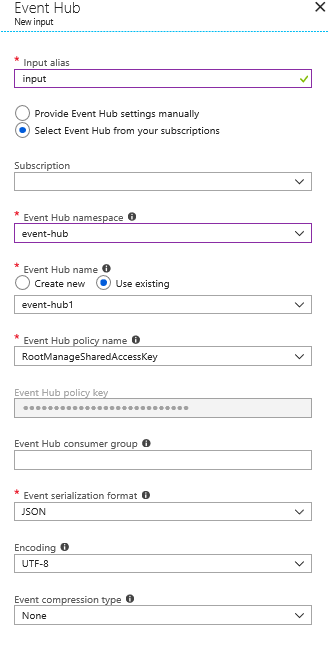 Event Hub
New input
* Input alias
input
Provide Event Hub settings manually
Select Event Hub from your subscriptions
Subscription
* Event Hub namespace
event-hub
* Event Hub name
Create new Use existing
event-hub1
* Event Hub policy name
RootManageSharedAccessKey
Event Hub policy key
••••••••••••••••••••••••••••
Event Hub consumer group
* Event serialization format
JSON
Encoding
UTF-8
Event compression type
None